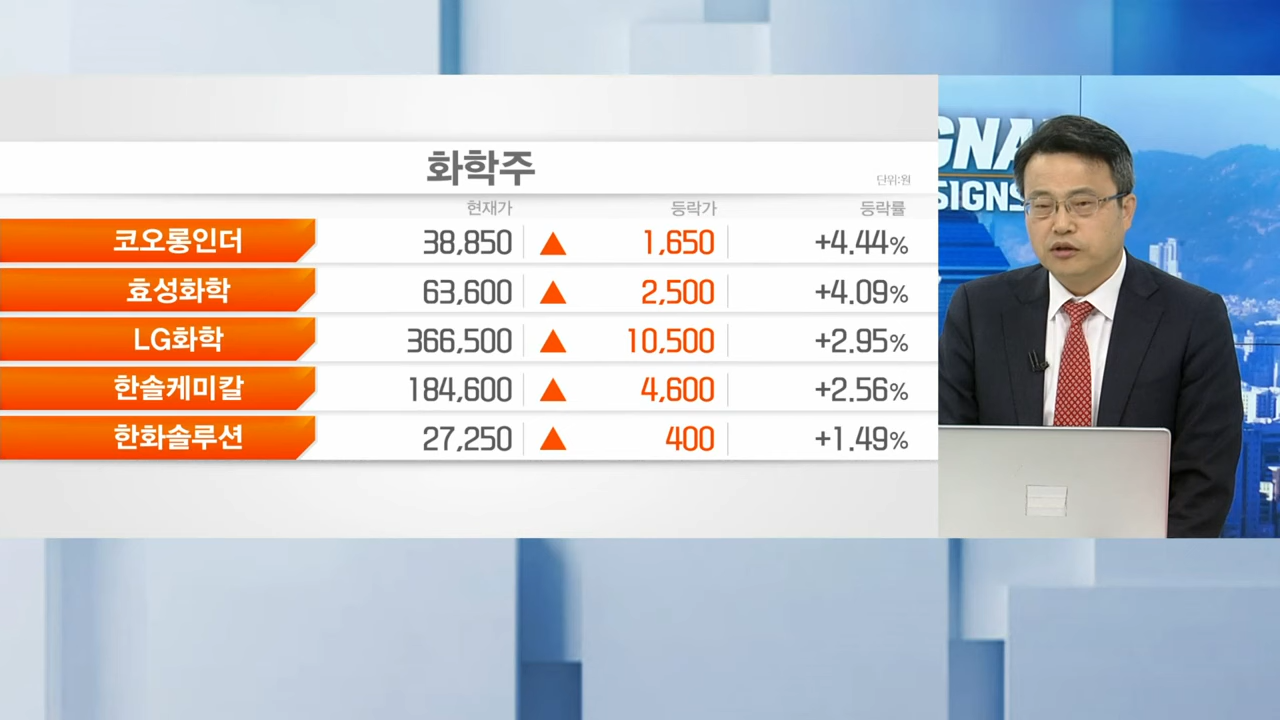 화학주
단위:원
현재가 등락가 등락률
코오롱인더 38,850 ▲ 1,650 +4.44%
효성화학 63,600 ▲ 2,500 +4.09%
LG화학 366,500 ▲ 10,500 +2.95%
한솔케미칼 184,600 ▲ 4,600 +2.56%
한화솔루션 27,250 ▲ 400 +1.49%
GNA
SIGNS